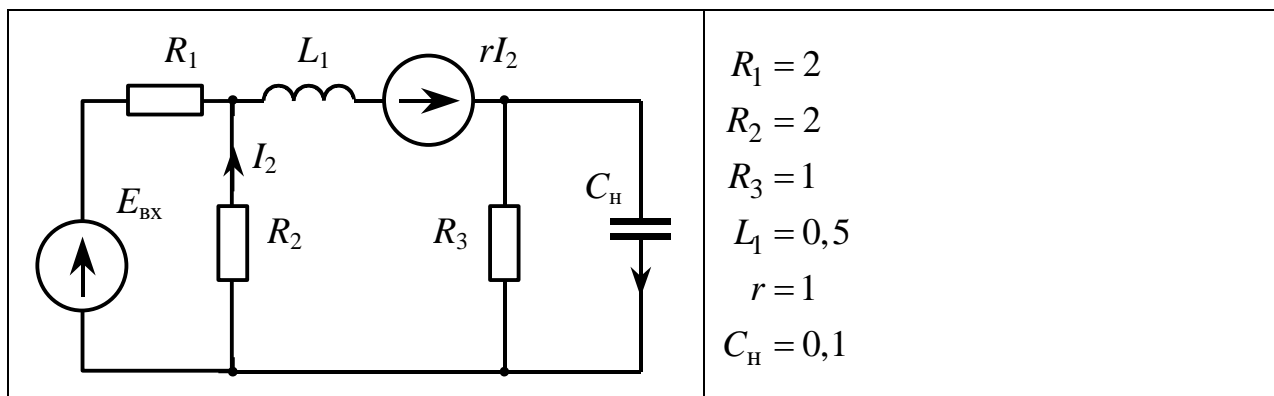 R₁
L₁
rI₂
I₂
Eвх
R₂
R₃
Cн
R₁ = 2
R₂ = 2
R₃ = 1
L₁ = 0,5
r = 1
Cн = 0,1